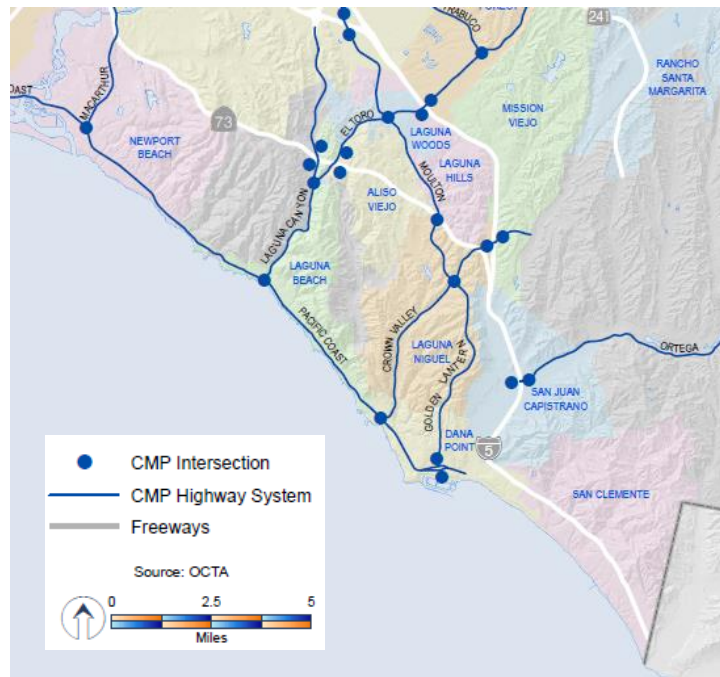 FOREST
TRABUCO
241
RANCHO
SANTA
MARGARITA
COAST
MACARTHUR
73
MISSION
VIEJO
EL TORO
NEWPORT
BEACH
LAGUNA
WOODS
LAGUNA
HILLS
MOULTON
ALISO
VIEJO
LAGUNA CANYON
LAGUNA
BEACH
PACIFIC COAST
CROWN VALLEY
LAGUNA
NIGUEL
GOLDEN LANTERN
ORTEGA
SAN JUAN
CAPISTRANO
DANA
POINT
5
SAN CLEMENTE
CMP Intersection
CMP Highway System
Freeways
Source: OCTA
0 2.5 5
Miles